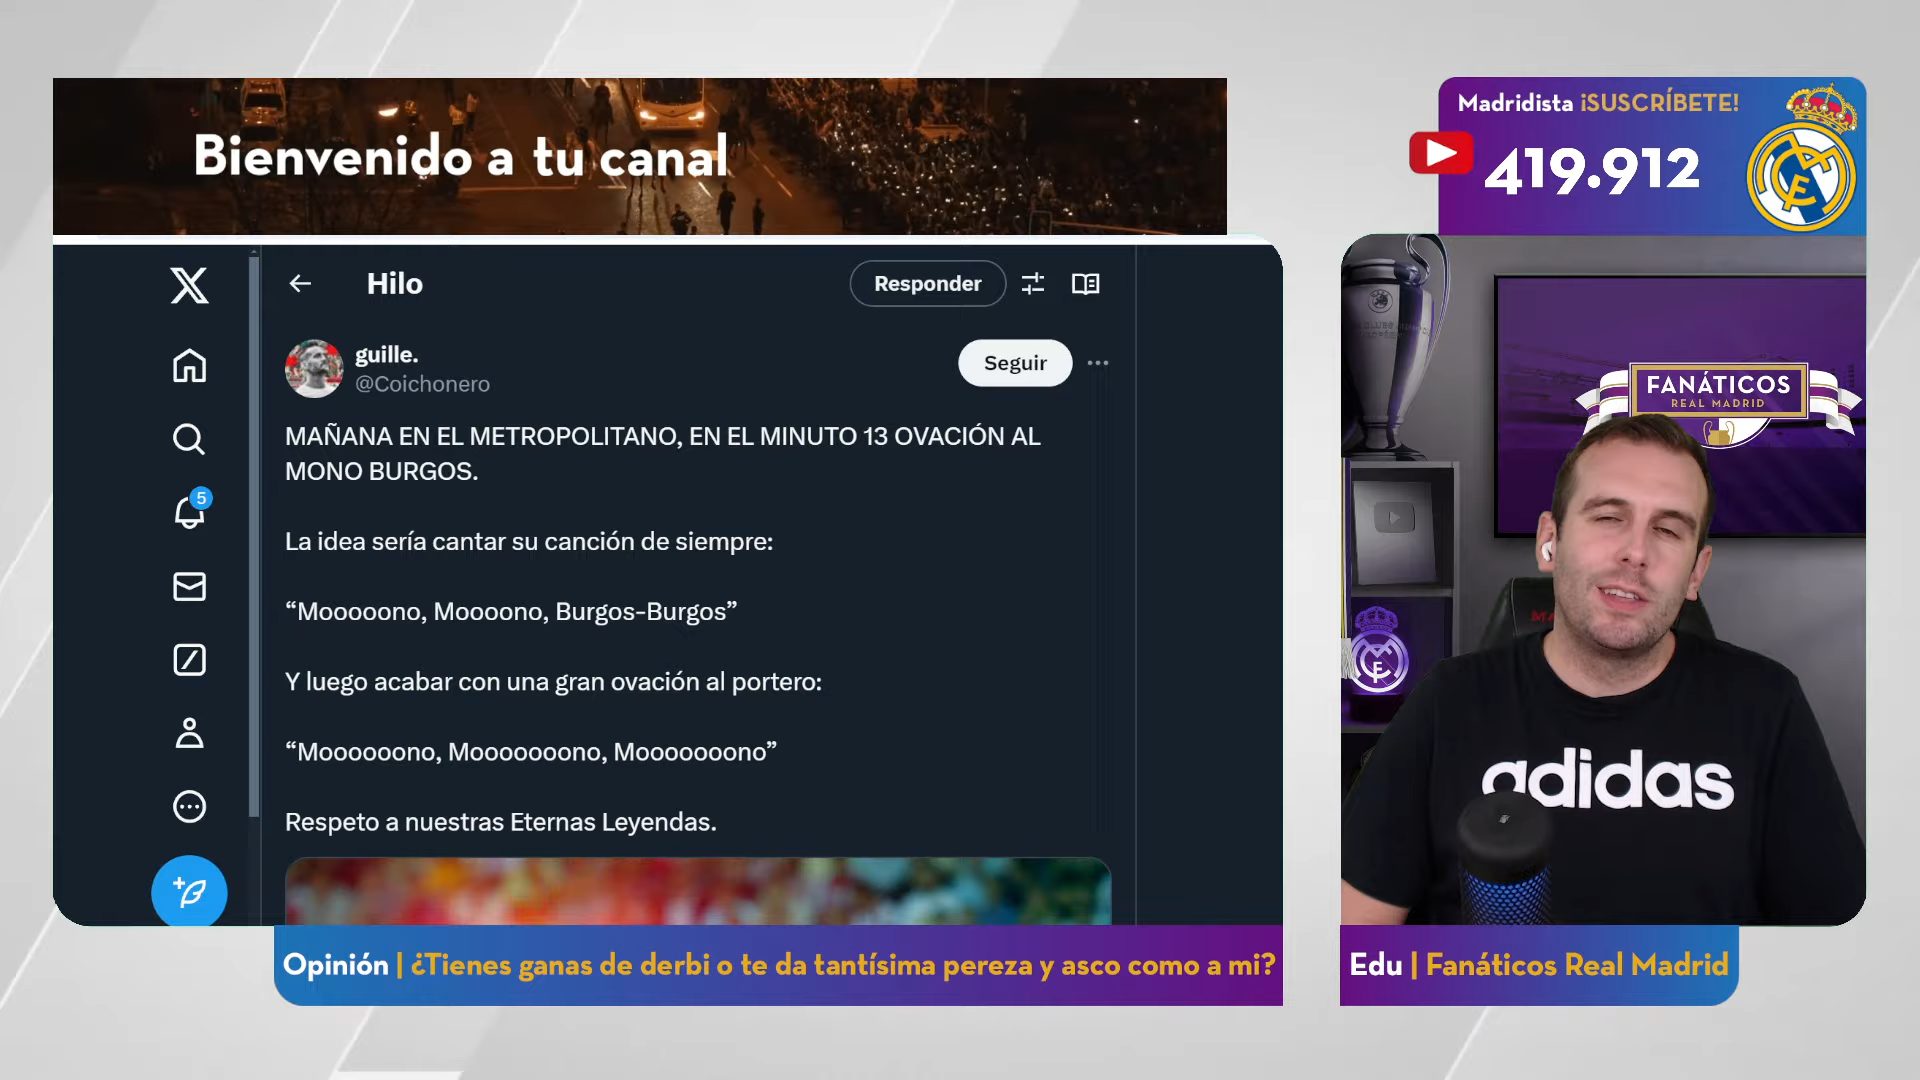 Bienvenido a tu canal
Madridista ¡SUSCRÍBETE!
419.912
Hilo
Responder
guille.
@Coichonero
Seguir
5
MAÑANA EN EL METROPOLITANO, EN EL MINUTO 13 OVACIÓN AL
MONO BURGOS.
La idea sería cantar su canción de siempre:
“Mooooono, Moooono, Burgos-Burgos”
Y luego acabar con una gran ovación al portero:
“Moooooono, Mooooooono, Mooooooono”
Respeto a nuestras Eternas Leyendas.
FANÁTICOS
REAL MADRID
adidas
Opinión | ¿Tienes ganas de derbi o te da tantísima pereza y asco como a mi?
Edu | Fanáticos Real Madrid